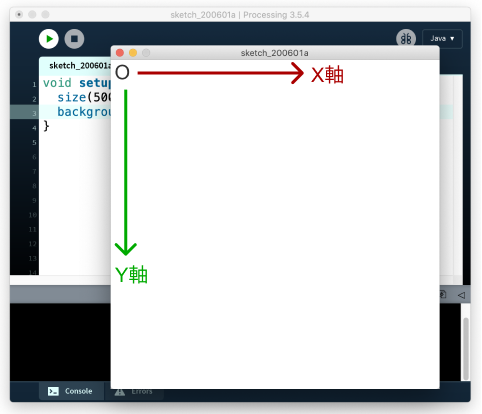 sketch_200601a | Processing 3.5.4
Java ▼
sketch_200601a
sketch_200601a
O
X軸
1 void setup
2 size(500
3 backgrou
4 }
5
6
7
8
9
10
11
12
13
14
Y軸
Console
Errors